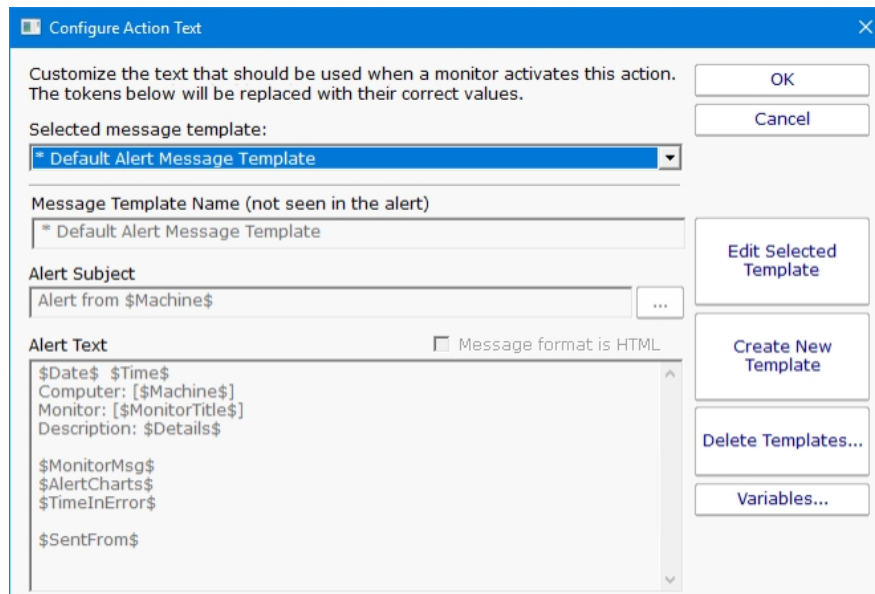 Configure Action Text
Customize the text that should be used when a monitor activates this action.
The tokens below will be replaced with their correct values.
OK
Cancel
Selected message template:
* Default Alert Message Template
Message Template Name (not seen in the alert)
* Default Alert Message Template
Edit Selected
Template
Alert Subject
Alert from $Machine$
...
Alert Text
Message format is HTML
Create New
Template
$Date$  $Time$
Computer: [$Machine$]
Monitor: [$MonitorTitle$]
Description: $Details$
Delete Templates...
$MonitorMsg$
$AlertCharts$
$TimeInError$
Variables...
$SentFrom$